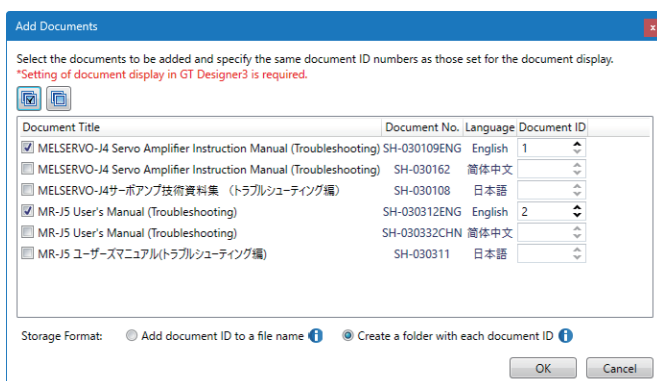 Add Documents
x
Select the documents to be added and specify the same document ID numbers as those set for the document display.
*Setting of document display in GT Designer3 is required.
Document Title Document No. Language Document ID
MELSERVO-J4 Servo Amplifier Instruction Manual (Troubleshooting) SH-030109ENG English 1
MELSERVO-J4 Servo Amplifier Instruction Manual (Troubleshooting) SH-030162 简体中文
MELSERVO-J4サーボアンプ技術資料集 （トラブルシューティング編） SH-030108 日本語
MR-J5 User's Manual (Troubleshooting) SH-030312ENG English 2
MR-J5 User's Manual (Troubleshooting) SH-030332CHN 简体中文
MR-J5 ユーザーズマニュアル(トラブルシューティング編) SH-030311 日本語
Storage Format: Add document ID to a file name Create a folder with each document ID
OK Cancel